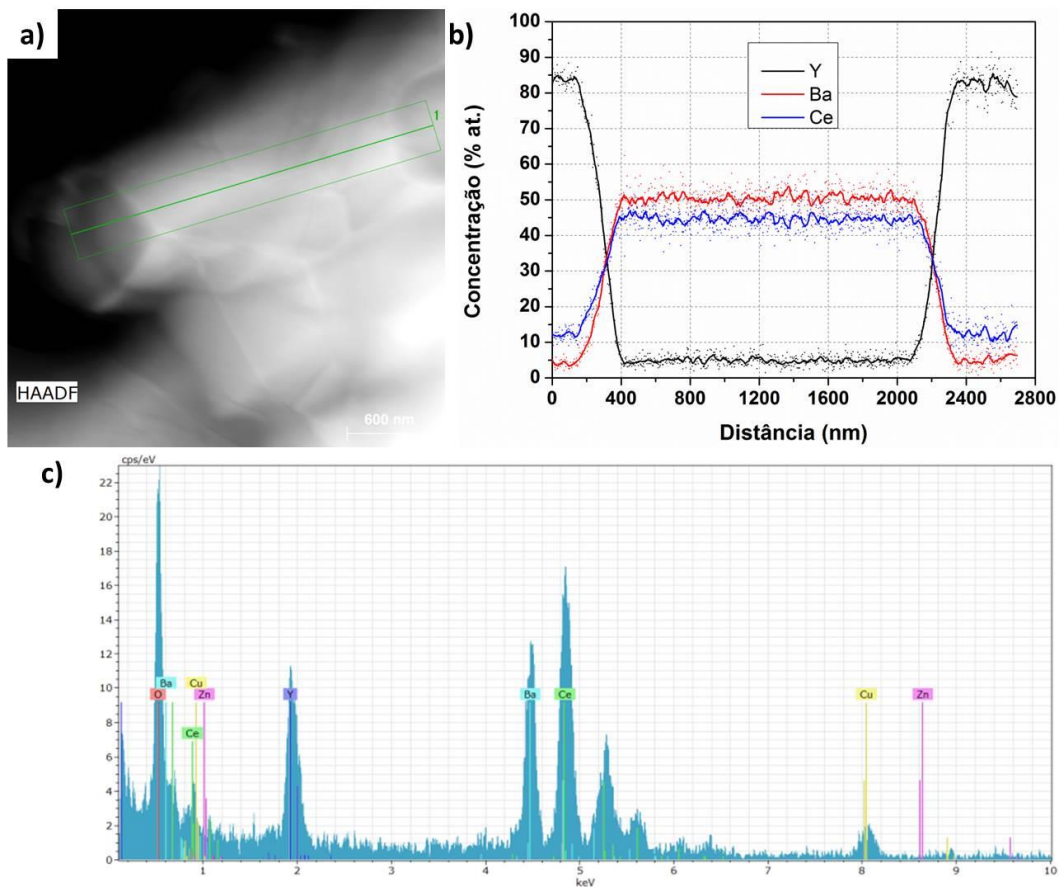 a)
1
HAADF
600 nm
b)
100
90
80
70
60
50
40
30
20
10
0
Concentração (% at.)
Y
Ba
Ce
0 400 800 1200 1600 2000 2400 2800
Distância (nm)
c)
cps/eV
22
20
18
16
14
12
10
8
6
4
2
0
Ba Cu
O Zn Y Ba Ce Cu Zn
Ce
1 2 3 4 5 6 7 8 9 10
keV